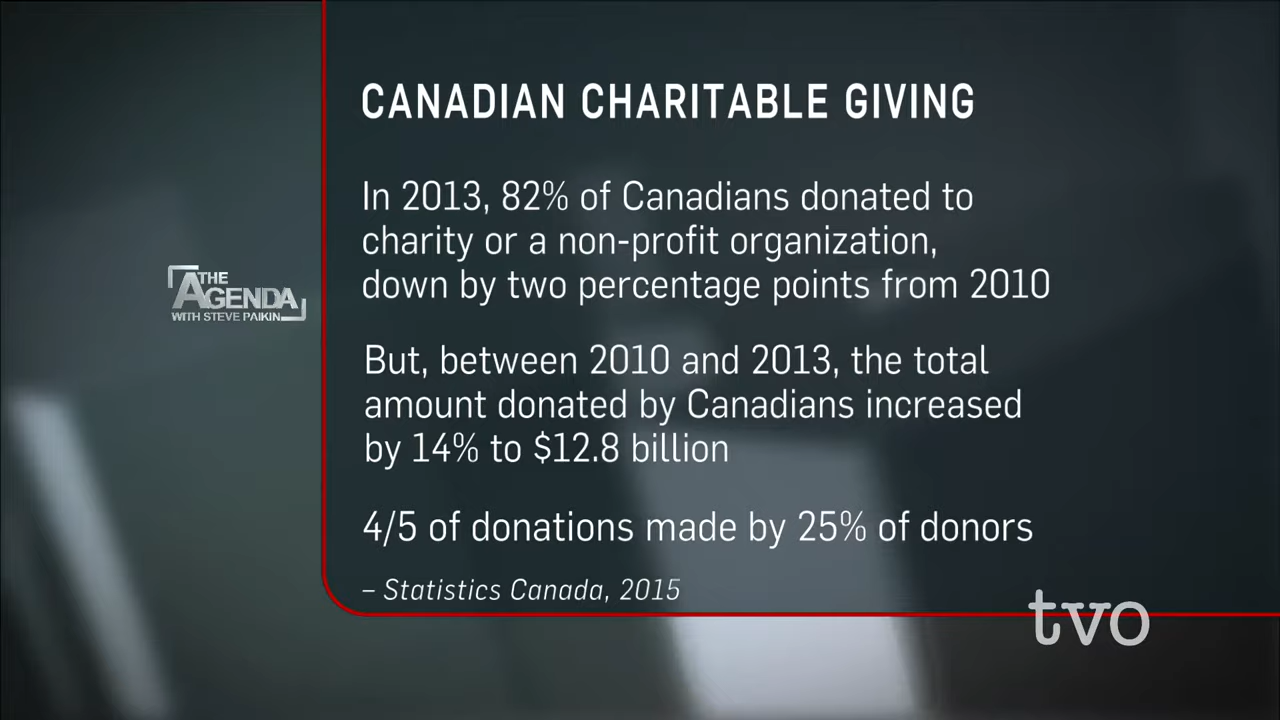 CANADIAN CHARITABLE GIVING
In 2013, 82% of Canadians donated to
charity or a non-profit organization,
down by two percentage points from 2010
THE
AGENDA
WITH STEVE PAIKIN
But, between 2010 and 2013, the total
amount donated by Canadians increased
by 14% to $12.8 billion
4/5 of donations made by 25% of donors
– Statistics Canada, 2015
tvo